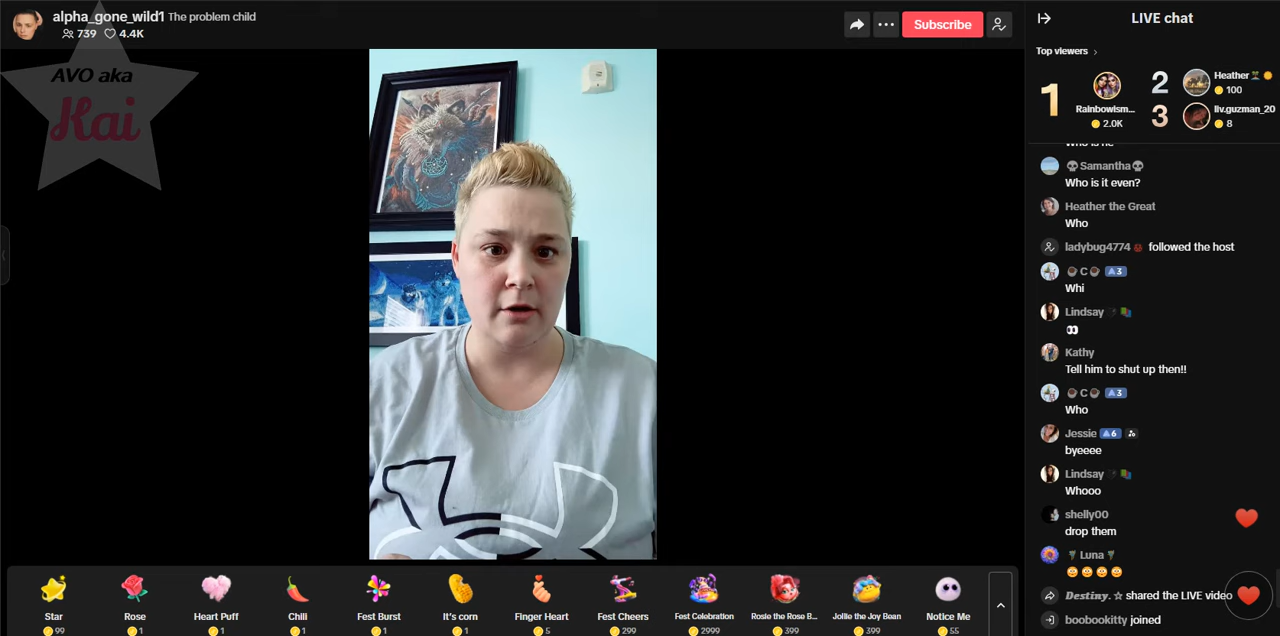 alpha_gone_wild1 The problem child
739 4.4K
Subscribe
AVO aka
Kai
LIVE chat
Top viewers
1
Rainbowism...
2.0K
2
Heather
100
3
liv.guzman_20
8
Samantha
Who is it even?
Heather the Great
Who
ladybug4774 followed the host
C 3
Whi
Lindsay
Kathy
Tell him to shut up then!!
C 3
Who
Jessie 6
byeeee
Lindsay
Whooo
shelly00
drop them
Luna
Destiny. ☆ shared the LIVE video
boobookitty joined
Star
99
Rose
1
Heart Puff
1
Chili
1
Fest Burst
1
It's corn
1
Finger Heart
5
Fest Cheers
299
Fest Celebration
2999
Rosie the Rose B...
399
Jollie the Joy Bean
399
Notice Me
55